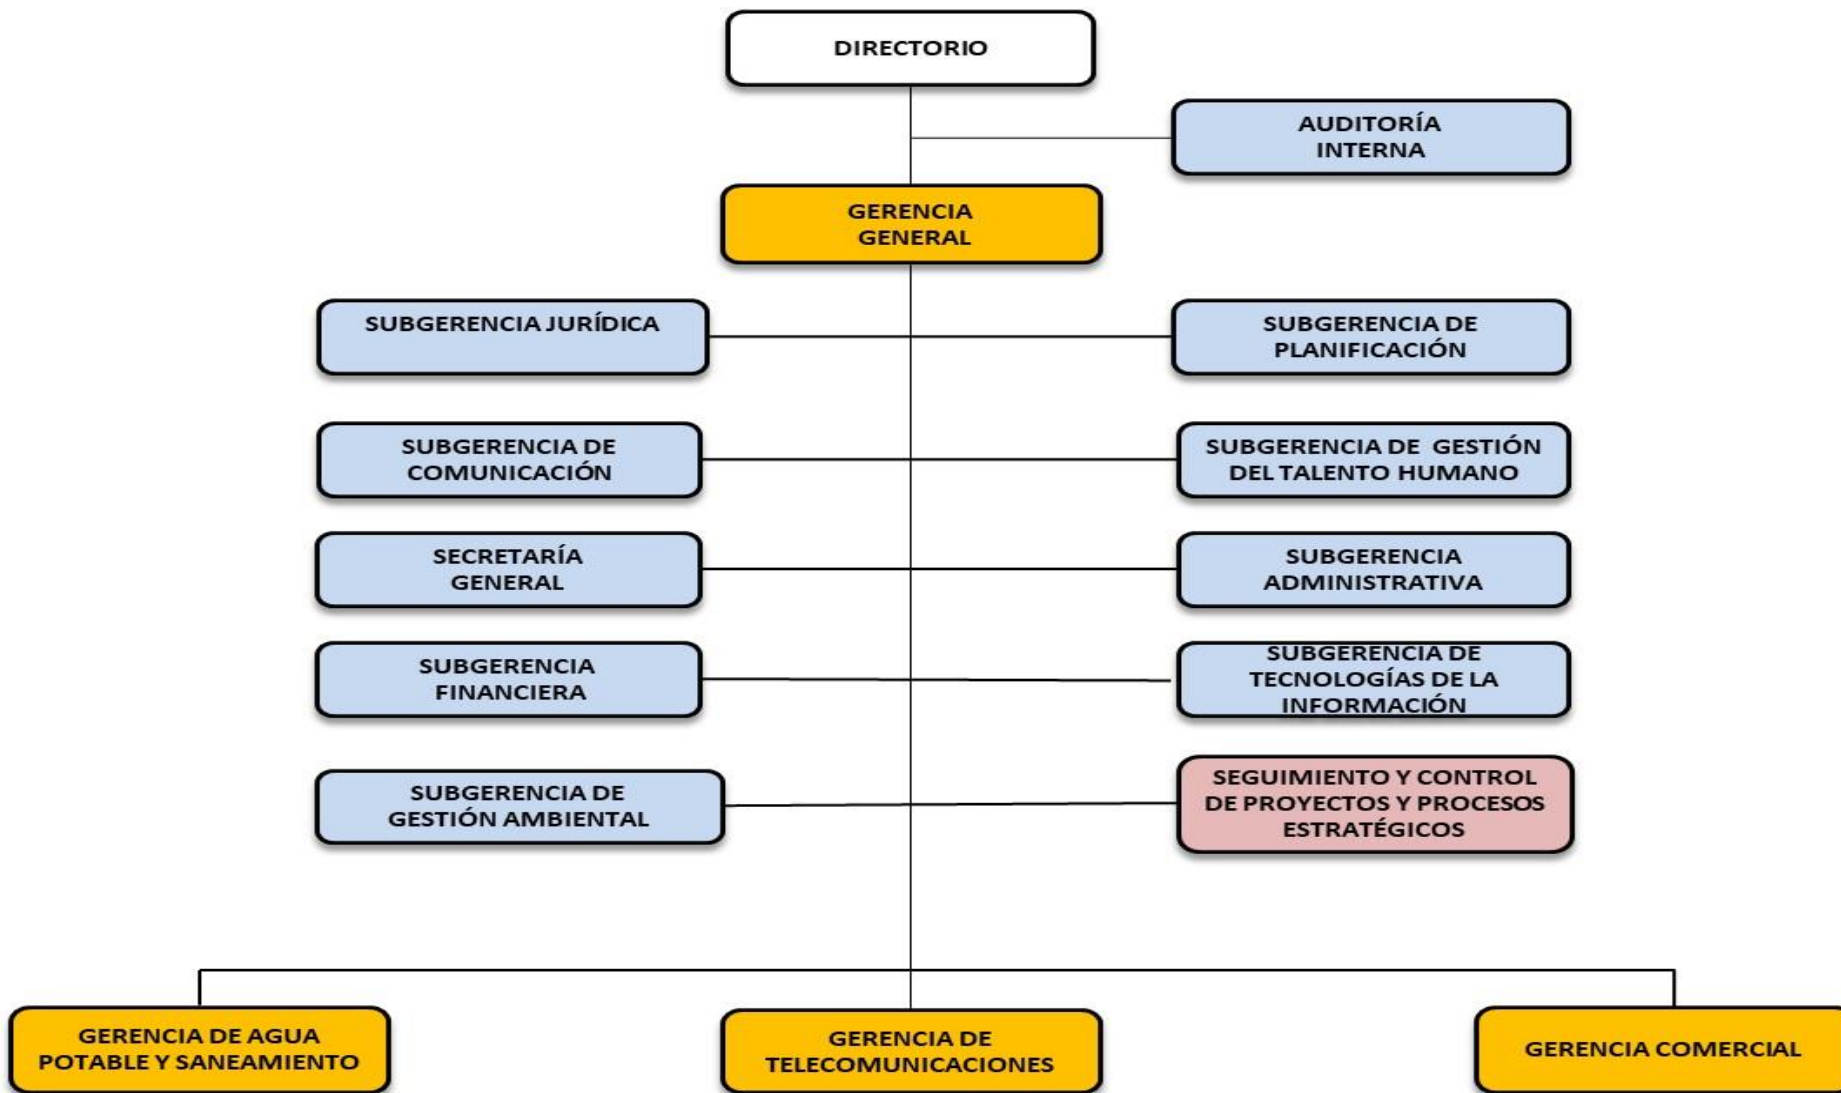 DIRECTORIO
AUDITORÍA
INTERNA
GERENCIA
GENERAL
SUBGERENCIA JURÍDICA
SUBGERENCIA DE
PLANIFICACIÓN
SUBGERENCIA DE
COMUNICACIÓN
SUBGERENCIA DE GESTIÓN
DEL TALENTO HUMANO
SECRETARÍA
GENERAL
SUBGERENCIA
ADMINISTRATIVA
SUBGERENCIA
FINANCIERA
SUBGERENCIA DE
TECNOLOGÍAS DE LA
INFORMACIÓN
SUBGERENCIA DE
GESTIÓN AMBIENTAL
SEGUIMIENTO Y CONTROL
DE PROYECTOS Y PROCESOS
ESTRATÉGICOS
GERENCIA DE AGUA
POTABLE Y SANEAMIENTO
GERENCIA DE
TELECOMUNICACIONES
GERENCIA COMERCIAL